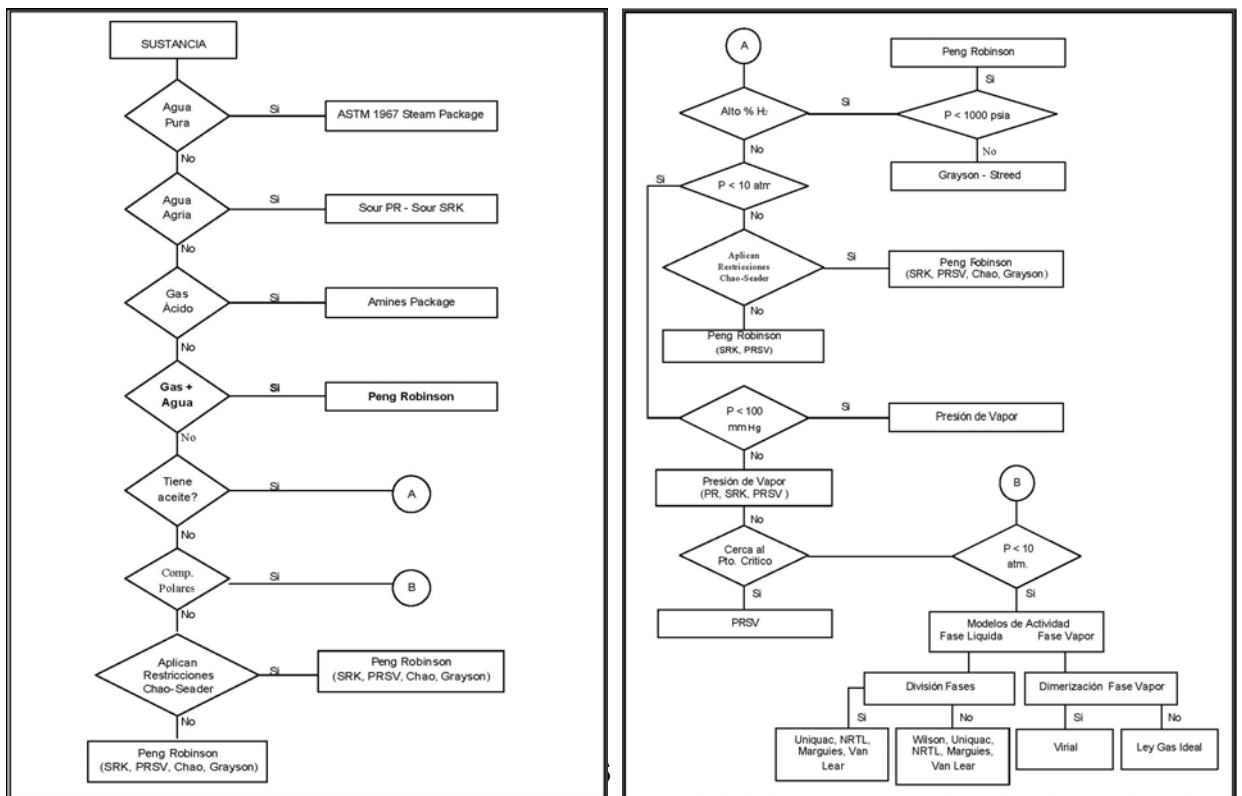 SUSTANCIA
Agua
Pura
Si
ASTM 1967 Steam Package
No
Agua
Agria
Si
Sour PR - Sour SRK
No
Gas
Ácido
Si
Amines Package
No
Gas +
Agua
Si
Peng Robinson
No
Tiene
aceite?
Si
A
No
Comp.
Polares
Si
B
No
Aplican
Restricciones
Chao-Seader
Si
Peng Robinson
(SRK, PRSV, Chao, Grayson)
No
Peng Robinson
(SRK, PRSV, Chao, Grayson)
A
Alto % H2
Si
Peng Robinson
Si
P < 1000 psia
No
Grayson - Streed
No
Si
P < 10 atm
No
Aplican
Restricciones
Chao-Seader
Si
Peng Fobinson
(SRK, PRSV, Chao, Grayson)
No
Peng Robinson
(SRK, PRSV)
P < 100
mm Hg
Si
Presión de Vapor
No
Presión de Vapor
(PR, SRK, PRSV )
No
Cerca al
Pto. Critico
Si
PRSV
B
P < 10
atm.
Si
Modelos de Actividad
Fase Liquida Fase Vapor
División Fases
Si
No
Uniquac, NRTL,
Marguies, Van
Lear
Wilson, Uniquac,
NRTL, Marguies,
Van Lear
Dimerización Fase Vapor
Si
No
Virial
Ley Gas Ideal